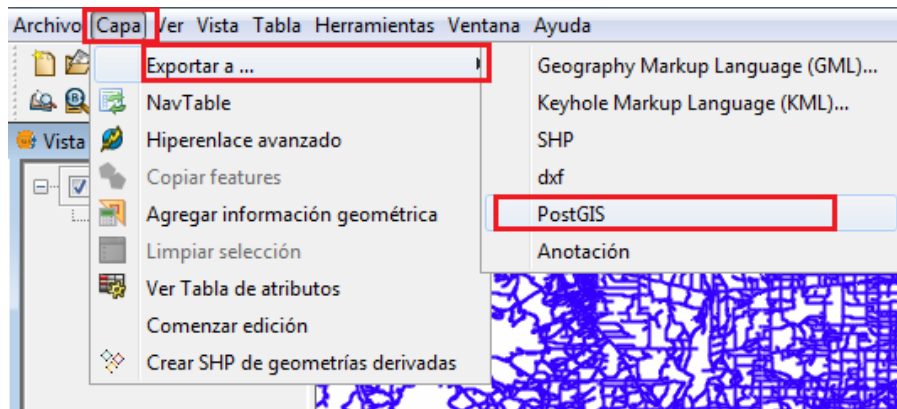 Archivo Capa Ver Vista Tabla Herramientas Ventana Ayuda
Exportar a ...
NavTable
Hiperenlace avanzado
Copiar features
Agregar información geométrica
Limpiar selección
Ver Tabla de atributos
Comenzar edición
Crear SHP de geometrías derivadas
Geography Markup Language (GML)...
Keyhole Markup Language (KML)...
SHP
dxf
PostGIS
Anotación
Vista